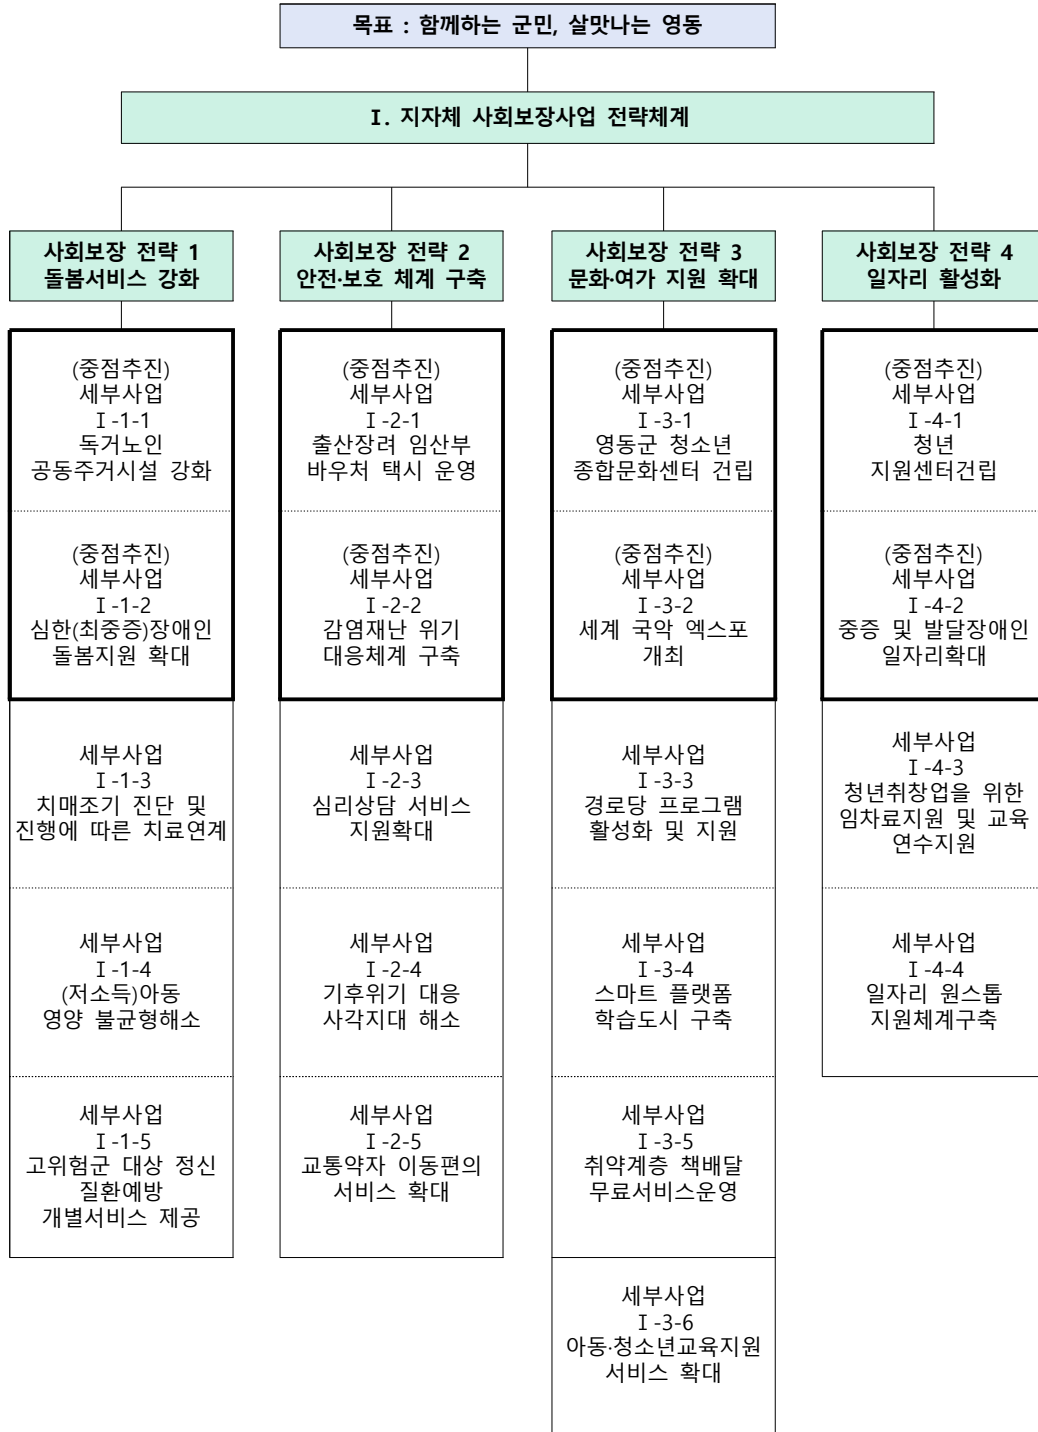 목표 : 함께하는 군민, 살맛나는 영동
Ⅰ. 지자체 사회보장사업 전략체계
사회보장 전략 1
돌봄서비스 강화
(중점추진)
세부사업
Ⅰ-1-1
독거노인
공동주거시설 강화
(중점추진)
세부사업
Ⅰ-1-2
심한(최중증)장애인
돌봄지원 확대
세부사업
Ⅰ-1-3
치매조기 진단 및
진행에 따른 치료연계
세부사업
Ⅰ-1-4
(저소득)아동
영양 불균형해소
세부사업
Ⅰ-1-5
고위험군 대상 정신
질환예방
개별서비스 제공
사회보장 전략 2
안전·보호 체계 구축
(중점추진)
세부사업
Ⅰ-2-1
출산장려 임산부
바우처 택시 운영
(중점추진)
세부사업
Ⅰ-2-2
감염재난 위기
대응체계 구축
세부사업
Ⅰ-2-3
심리상담 서비스
지원확대
세부사업
Ⅰ-2-4
기후위기 대응
사각지대 해소
세부사업
Ⅰ-2-5
교통약자 이동편의
서비스 확대
사회보장 전략 3
문화·여가 지원 확대
(중점추진)
세부사업
Ⅰ-3-1
영동군 청소년
종합문화센터 건립
(중점추진)
세부사업
Ⅰ-3-2
세계 국악 엑스포
개최
세부사업
Ⅰ-3-3
경로당 프로그램
활성화 및 지원
세부사업
Ⅰ-3-4
스마트 플랫폼
학습도시 구축
세부사업
Ⅰ-3-5
취약계층 책배달
무료서비스운영
세부사업
Ⅰ-3-6
아동·청소년교육지원
서비스 확대
사회보장 전략 4
일자리 활성화
(중점추진)
세부사업
Ⅰ-4-1
청년
지원센터건립
(중점추진)
세부사업
Ⅰ-4-2
중증 및 발달장애인
일자리확대
세부사업
Ⅰ-4-3
청년취창업을 위한
임차료지원 및 교육
연수지원
세부사업
Ⅰ-4-4
일자리 원스톱
지원체계구축